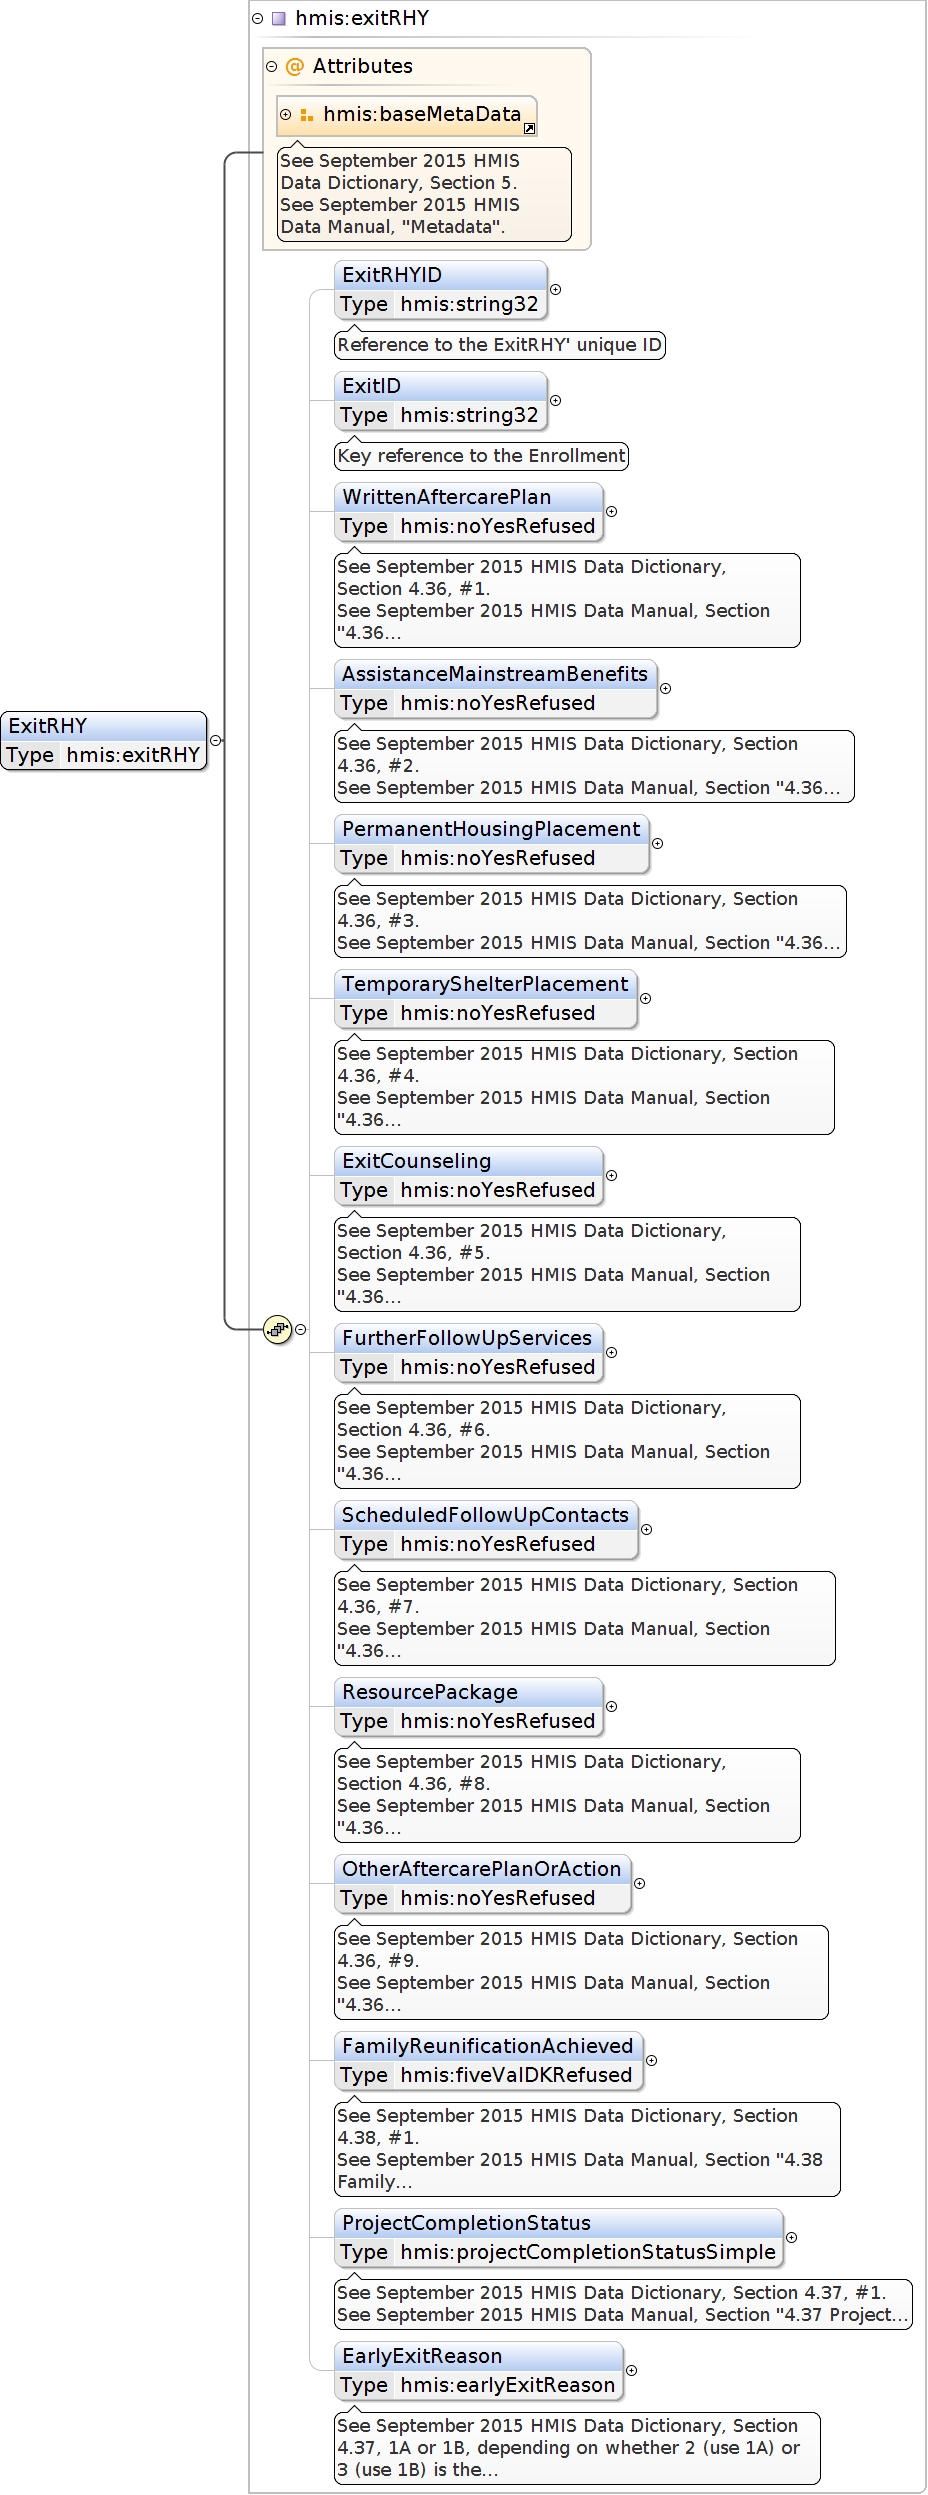 hmis:exitRHY
@ Attributes
hmis:baseMetaData
See September 2015 HMIS
Data Dictionary, Section 5.
See September 2015 HMIS
Data Manual, "Metadata".
ExitRHYID
Type hmis:string32
Reference to the ExitRHY' unique ID
ExitID
Type hmis:string32
Key reference to the Enrollment
WrittenAftercarePlan
Type hmis:noYesRefused
See September 2015 HMIS Data Dictionary,
Section 4.36, #1.
See September 2015 HMIS Data Manual, Section
"4.36...
AssistanceMainstreamBenefits
Type hmis:noYesRefused
See September 2015 HMIS Data Dictionary, Section
4.36, #2.
See September 2015 HMIS Data Manual, Section "4.36...
ExitRHY
Type hmis:exitRHY
PermanentHousingPlacement
Type hmis:noYesRefused
See September 2015 HMIS Data Dictionary, Section
4.36, #3.
See September 2015 HMIS Data Manual, Section "4.36...
TemporaryShelterPlacement
Type hmis:noYesRefused
See September 2015 HMIS Data Dictionary, Section
4.36, #4.
See September 2015 HMIS Data Manual, Section
"4.36...
ExitCounseling
Type hmis:noYesRefused
See September 2015 HMIS Data Dictionary,
Section 4.36, #5.
See September 2015 HMIS Data Manual, Section
"4.36...
FurtherFollowUpServices
Type hmis:noYesRefused
See September 2015 HMIS Data Dictionary,
Section 4.36, #6.
See September 2015 HMIS Data Manual, Section
"4.36...
ScheduledFollowUpContacts
Type hmis:noYesRefused
See September 2015 HMIS Data Dictionary, Section
4.36, #7.
See September 2015 HMIS Data Manual, Section
"4.36...
ResourcePackage
Type hmis:noYesRefused
See September 2015 HMIS Data Dictionary,
Section 4.36, #8.
See September 2015 HMIS Data Manual, Section
"4.36...
OtherAftercarePlanOrAction
Type hmis:noYesRefused
See September 2015 HMIS Data Dictionary, Section
4.36, #9.
See September 2015 HMIS Data Manual, Section
"4.36...
FamilyReunificationAchieved
Type hmis:fiveValDKRefused
See September 2015 HMIS Data Dictionary, Section
4.38, #1.
See September 2015 HMIS Data Manual, Section "4.38
Family...
ProjectCompletionStatus
Type hmis:projectCompletionStatusSimple
See September 2015 HMIS Data Dictionary, Section 4.37, #1.
See September 2015 HMIS Data Manual, Section "4.37 Project...
EarlyExitReason
Type hmis:earlyExitReason
See September 2015 HMIS Data Dictionary, Section
4.37, 1A or 1B, depending on whether 2 (use 1A) or
3 (use 1B) is the...